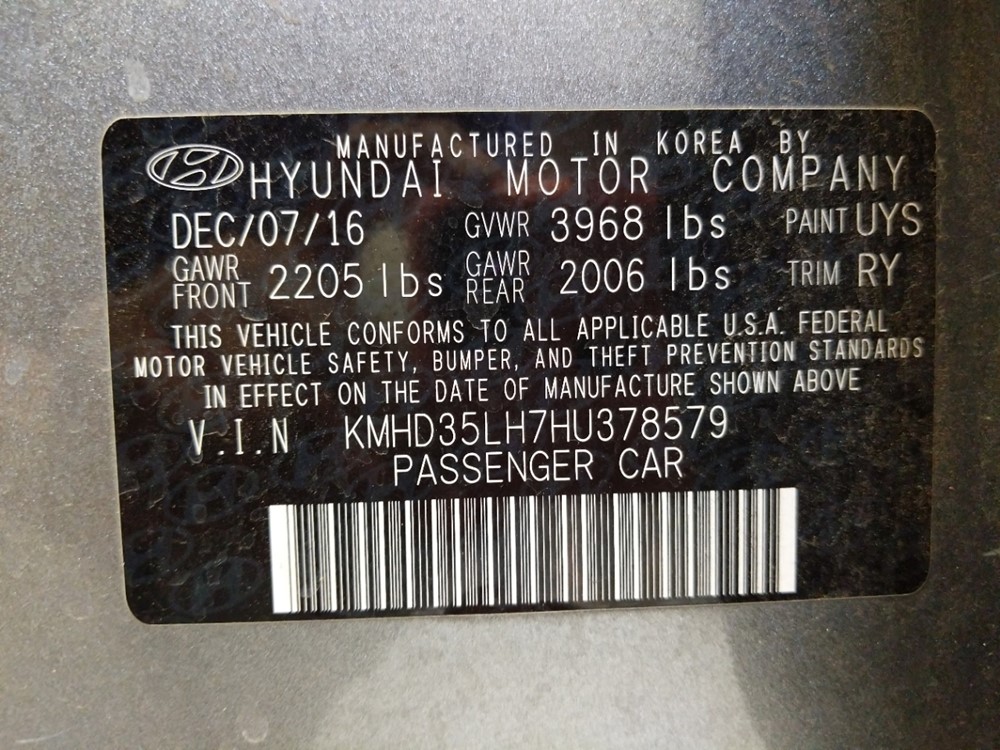 MANUFACTURED IN KOREA BY
HYUNDAI MOTOR COMPANY
DEC/07/16 GVWR 3968 lbs PAINT UYS
GAWR FRONT 2205 lbs GAWR REAR 2006 lbs TRIM RY
THIS VEHICLE CONFORMS TO ALL APPLICABLE U.S.A. FEDERAL
MOTOR VEHICLE SAFETY, BUMPER, AND THEFT PREVENTION STANDARDS
IN EFFECT ON THE DATE OF MANUFACTURE SHOWN ABOVE
V.I.N KMHD35LH7HU378579
PASSENGER CAR